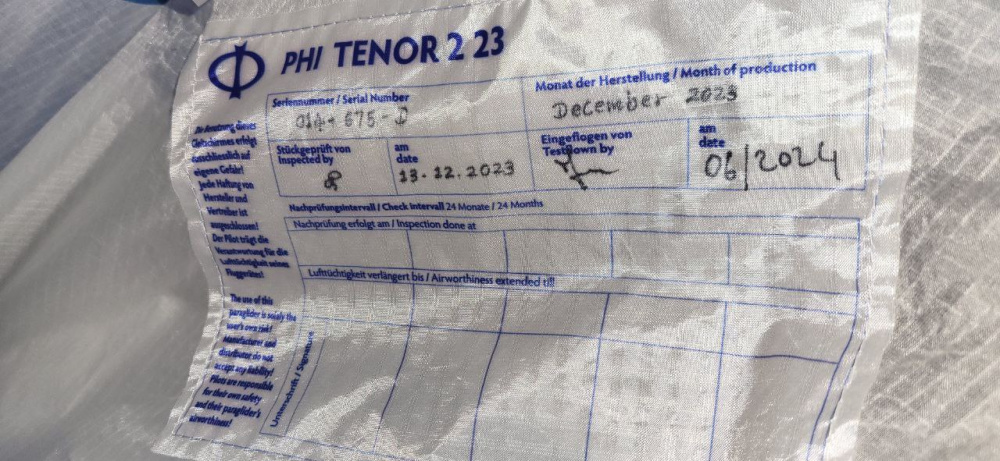 PHI TENOR 2 23
Seriennummer / Serial Number
675 - D
Monat der Herstellung / Month of production
December 2023
Stückgeprüft von
Inspected by
am
date
13.12.2023
Eingeflogen von
Testflown by
am
date
06/2024
Nachprüfungsintervall / Check Intervall 24 Monate / 24 Months
Nachprüfung erfolgt am / Inspection done at
Lufttüchtigkeit verlängert bis / Airworthiness extended till
Unterschrift / Signature
Die Benutzung dieses
Gleitschirmes erfolgt
ausschliesslich auf
eigene Gefahr!
Jede Haftung von
Hersteller und
Vertreiber ist
ausgeschlossen!
Der Pilot trägt die
Verantwortung für die
Lufttüchtigkeit seines
Fluggerätes!
The use of this
paraglider is solely the
user's own risk!
Manufacturer und
distributor do not
accept any liability!
Pilots are responsible
for their own safety
and their paraglider's
airworthiness!